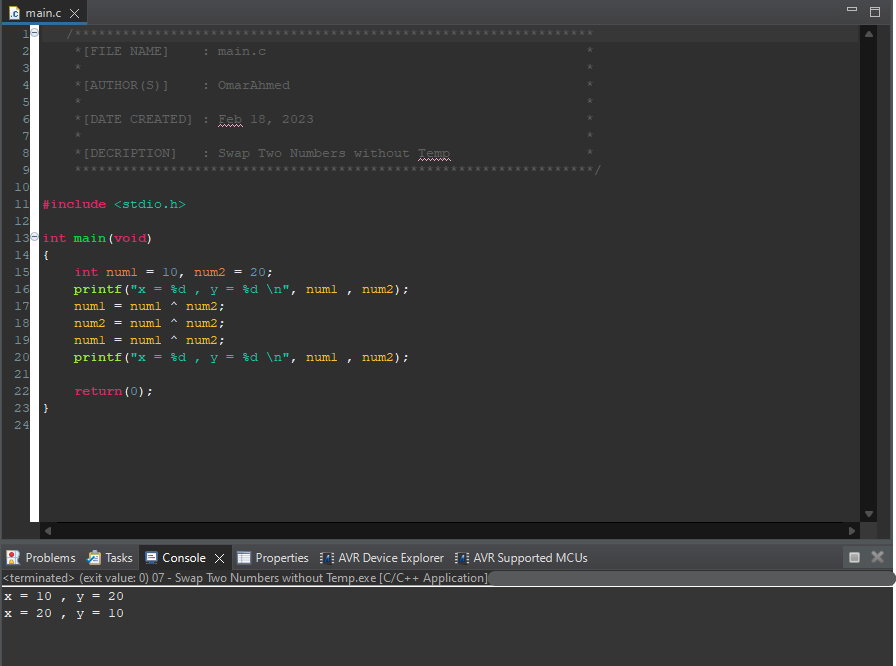 main.c
1 /*****************************************************************
2 *[FILE NAME] : main.c *
3 * *
4 *[AUTHOR(S)] : OmarAhmed *
5 * *
6 *[DATE CREATED] : Feb 18, 2023 *
7 * *
8 *[DECRIPTION] : Swap Two Numbers without Temp
9 *****************************************************************/
10
11 #include <stdio.h>
12
13 int main(void)
14 {
15 int num1 = 10, num2 = 20;
16 printf("x = %d , y = %d \n", num1 , num2);
17 num1 = num1 ^ num2;
18 num2 = num1 ^ num2;
19 num1 = num1 ^ num2;
20 printf("x = %d , y = %d \n", num1 , num2);
21
22 return(0);
23 }
24
Problems Tasks Console Properties AVR Device Explorer AVR Supported MCUs
<terminated> (exit value: 0) 07 - Swap Two Numbers without Temp.exe [C/C++ Application]
x = 10 , y = 20
x = 20 , y = 10